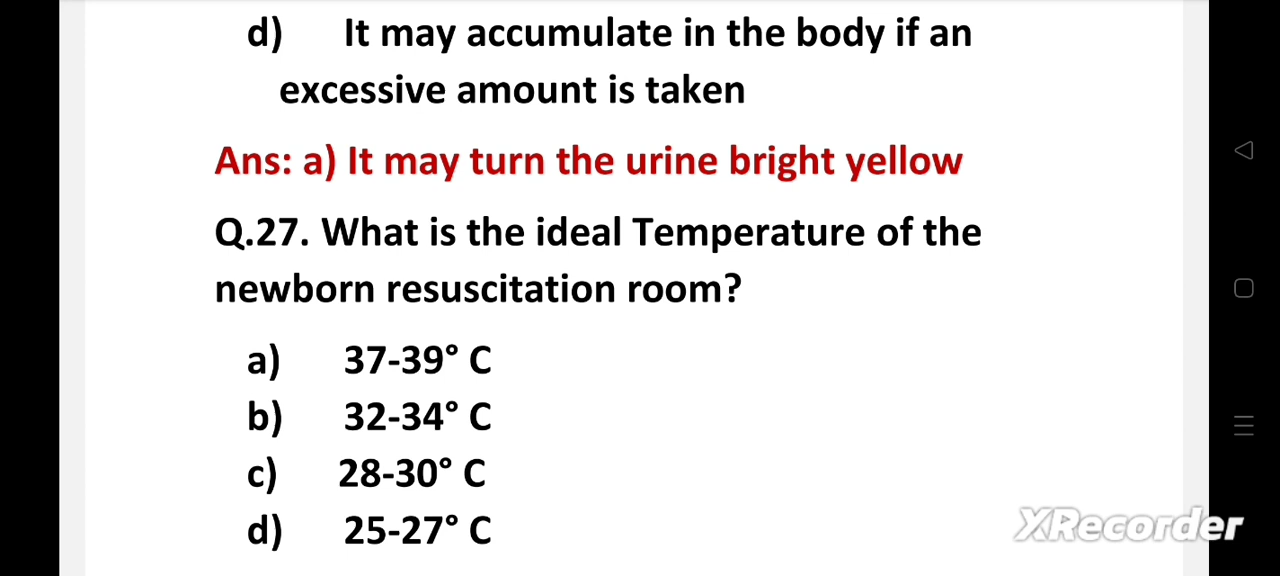 d) It may accumulate in the body if an
excessive amount is taken
Ans: a) It may turn the urine bright yellow
Q.27. What is the ideal Temperature of the
newborn resuscitation room?
a) 37-39° C
b) 32-34° C
c) 28-30° C
d) 25-27° C
XRecorder